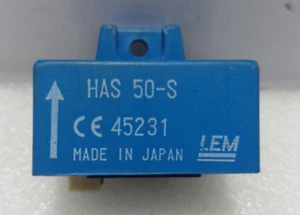 HAS 50-S
CE 45231
LEM
MADE IN JAPAN